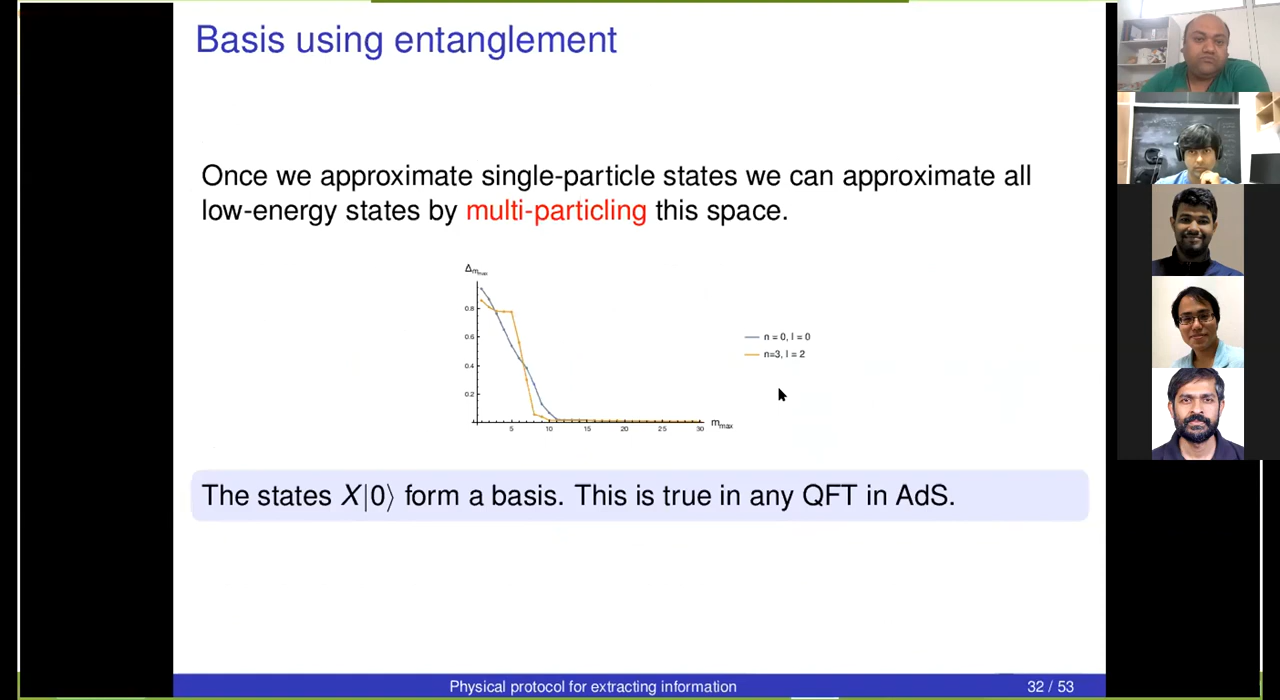 Basis using entanglement
Once we approximate single-particle states we can approximate all
low-energy states by multi-particling this space.
Δm_max
0.8
0.6
0.4
0.2
5 10 15 20 25 30
m_max
n = 0, l = 0
n=3, l = 2
The states X|0⟩ form a basis. This is true in any QFT in AdS.
Physical protocol for extracting information 32 / 53